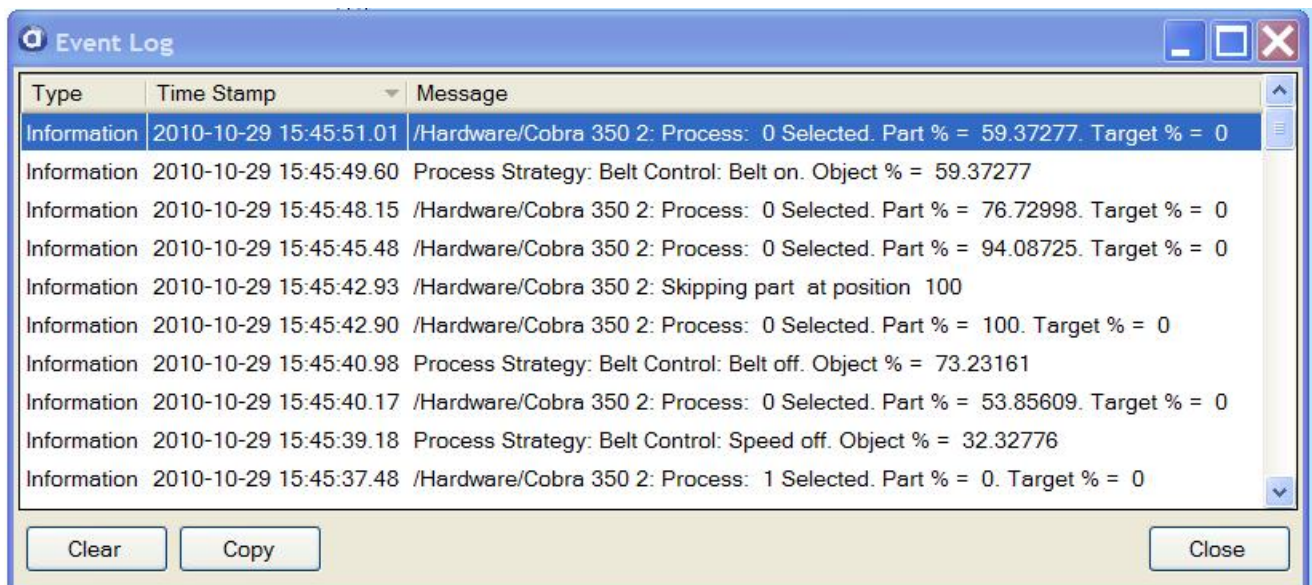 Event Log
Type Time Stamp Message
Information 2010-10-29 15:45:51.01 /Hardware/Cobra 350 2: Process: 0 Selected. Part % = 59.37277. Target % = 0
Information 2010-10-29 15:45:49.60 Process Strategy: Belt Control: Belt on. Object % = 59.37277
Information 2010-10-29 15:45:48.15 /Hardware/Cobra 350 2: Process: 0 Selected. Part % = 76.72998. Target % = 0
Information 2010-10-29 15:45:45.48 /Hardware/Cobra 350 2: Process: 0 Selected. Part % = 94.08725. Target % = 0
Information 2010-10-29 15:45:42.93 /Hardware/Cobra 350 2: Skipping part at position 100
Information 2010-10-29 15:45:42.90 /Hardware/Cobra 350 2: Process: 0 Selected. Part % = 100. Target % = 0
Information 2010-10-29 15:45:40.98 Process Strategy: Belt Control: Belt off. Object % = 73.23161
Information 2010-10-29 15:45:40.17 /Hardware/Cobra 350 2: Process: 0 Selected. Part % = 53.85609. Target % = 0
Information 2010-10-29 15:45:39.18 Process Strategy: Belt Control: Speed off. Object % = 32.32776
Information 2010-10-29 15:45:37.48 /Hardware/Cobra 350 2: Process: 1 Selected. Part % = 0. Target % = 0
Clear Copy Close